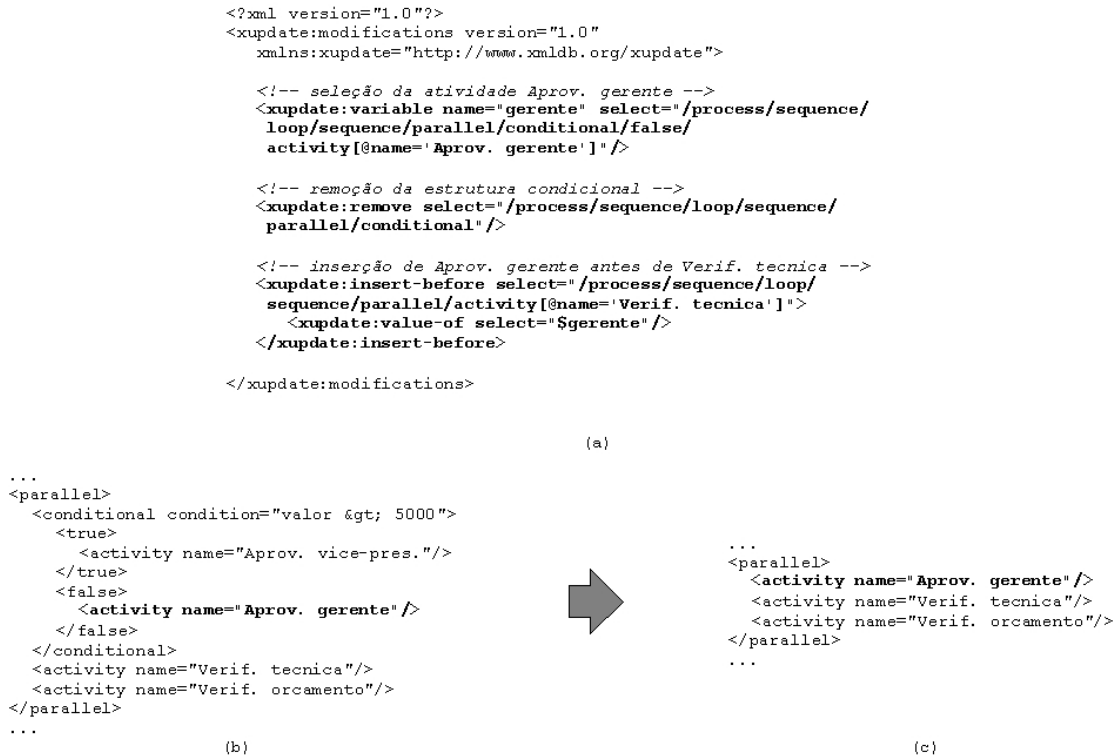 <?xml version="1.0"?>
<xupdate:modifications version="1.0"
xmlns:xupdate="http://www.xmldb.org/xupdate">
<!-- seleção da atividade Aprov. gerente -->
<xupdate:variable name="gerente" select="/process/sequence/
loop/sequence/parallel/conditional/false/
activity[@name='Aprov. gerente']"/>
<!-- remoção da estrutura condicional -->
<xupdate:remove select="/process/sequence/loop/sequence/
parallel/conditional"/>
<!-- inserção de Aprov. gerente antes de Verif. tecnica -->
<xupdate:insert-before select="/process/sequence/loop/
sequence/parallel/activity[@name='Verif. tecnica']">
<xupdate:value-of select="$gerente"/>
</xupdate:insert-before>
</xupdate:modifications>
(a)
...
<parallel>
<conditional condition="valor &gt; 5000">
<true>
<activity name="Aprov. vice-pres."/>
</true>
<false>
<activity name="Aprov. gerente"/>
</false>
</conditional>
<activity name="Verif. tecnica"/>
<activity name="Verif. orcamento"/>
</parallel>
...
(b)
...
<parallel>
<activity name="Aprov. gerente"/>
<activity name="Verif. tecnica"/>
<activity name="Verif. orcamento"/>
</parallel>
...
(c)